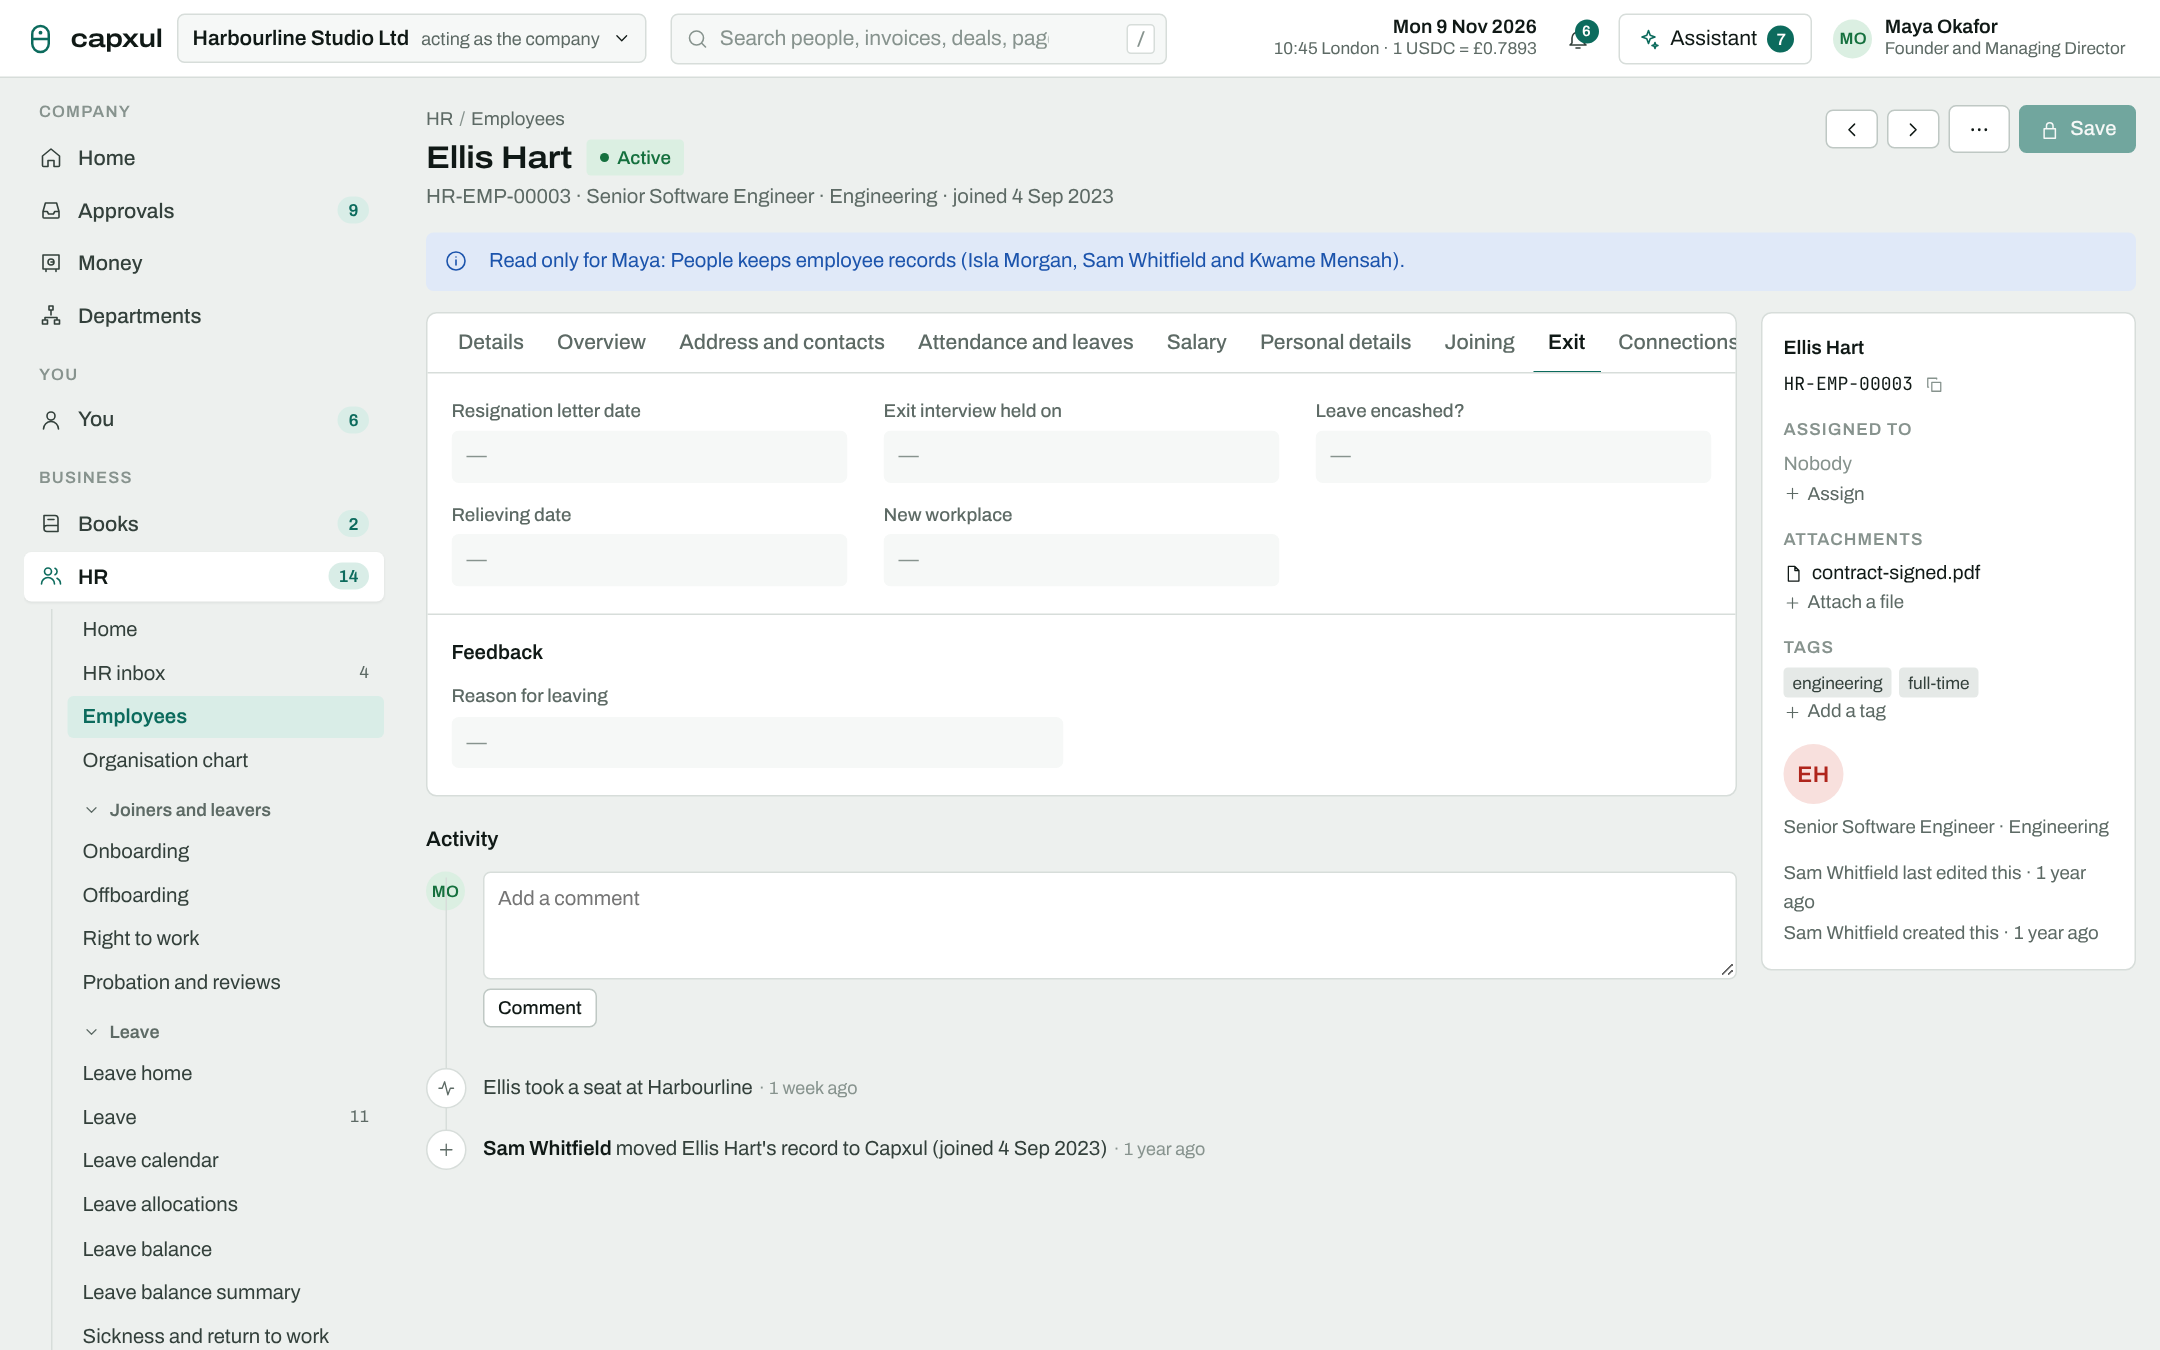 capxul
Harbourline Studio Ltd acting as the company
Search people, invoices, deals, pag
/
Mon 9 Nov 2026
10:45 London · 1 USDC = £0.7893
6
Assistant 7
MO
Maya Okafor
Founder and Managing Director
COMPANY
Home
Approvals 9
Money
Departments
YOU
You 6
BUSINESS
Books 2
HR 14
Home
HR inbox 4
Employees
Organisation chart
Joiners and leavers
Onboarding
Offboarding
Right to work
Probation and reviews
Leave
Leave home
Leave 11
Leave calendar
Leave allocations
Leave balance
Leave balance summary
Sickness and return to work
HR / Employees
Ellis Hart
Active
HR-EMP-00003 · Senior Software Engineer · Engineering · joined 4 Sep 2023
Save
Read only for Maya: People keeps employee records (Isla Morgan, Sam Whitfield and Kwame Mensah).
Details Overview Address and contacts Attendance and leaves Salary Personal details Joining Exit Connections
Resignation letter date Exit interview held on Leave encashed?
— — —
Relieving date New workplace
— —
Feedback
Reason for leaving
—
Activity
MO
Add a comment
Comment
Ellis took a seat at Harbourline · 1 week ago
Sam Whitfield moved Ellis Hart's record to Capxul (joined 4 Sep 2023) · 1 year ago
Ellis Hart
HR-EMP-00003
ASSIGNED TO
Nobody
+ Assign
ATTACHMENTS
contract-signed.pdf
+ Attach a file
TAGS
engineering full-time
+ Add a tag
EH
Senior Software Engineer · Engineering
Sam Whitfield last edited this · 1 year
ago
Sam Whitfield created this · 1 year ago